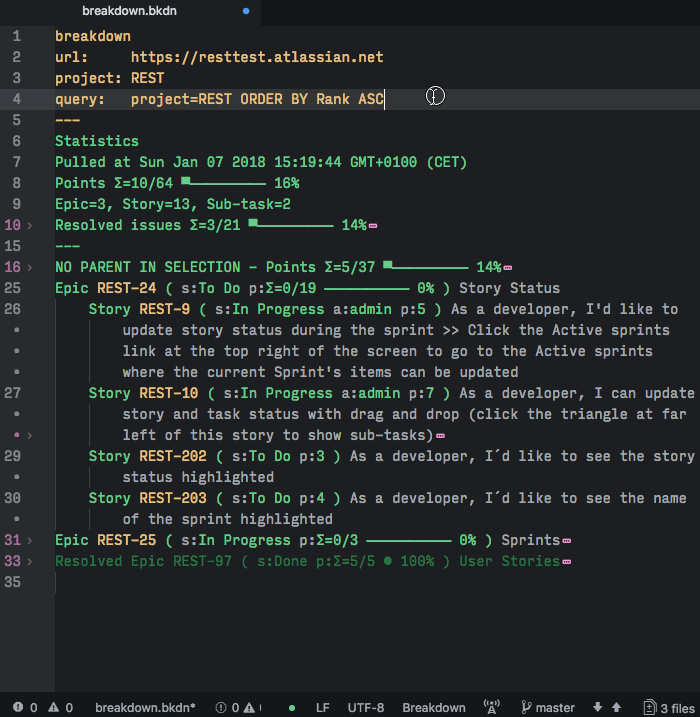 breakdown.bkdn
1 breakdown
2 url: https://resttest.atlassian.net
3 project: REST
4 query: project=REST ORDER BY Rank ASC
5 ---
6 Statistics
7 Pulled at Sun Jan 07 2018 15:19:44 GMT+0100 (CET)
8 Points Σ=10/64 ▀――――――――― 16%
9 Epic=3, Story=13, Sub-task=2
10 › Resolved issues Σ=3/21 ▀――――――――― 14%
15 ---
16 › NO PARENT IN SELECTION - Points Σ=5/37 ▀――――――――― 14%
25 Epic REST-24 ( s:To Do p:Σ=0/19 ―――――――――― 0% ) Story Status
26 Story REST-9 ( s:In Progress a:admin p:5 ) As a developer, I'd like to
• update story status during the sprint >> Click the Active sprints
• link at the top right of the screen to go to the Active sprints
• where the current Sprint's items can be updated
27 Story REST-10 ( s:In Progress a:admin p:7 ) As a developer, I can update
• story and task status with drag and drop (click the triangle at far
• › left of this story to show sub-tasks)
29 Story REST-202 ( s:To Do p:3 ) As a developer, I´d like to see the story
• status highlighted
30 Story REST-203 ( s:To Do p:4 ) As a developer, I´d like to see the name
• of the sprint highlighted
31 › Epic REST-25 ( s:In Progress p:Σ=0/3 ―――――――――― 0% ) Sprints
33 › Resolved Epic REST-97 ( s:Done p:Σ=5/5 ● 100% ) User Stories
35
0 0 breakdown.bkdn* 0 LF UTF-8 Breakdown master 3 files